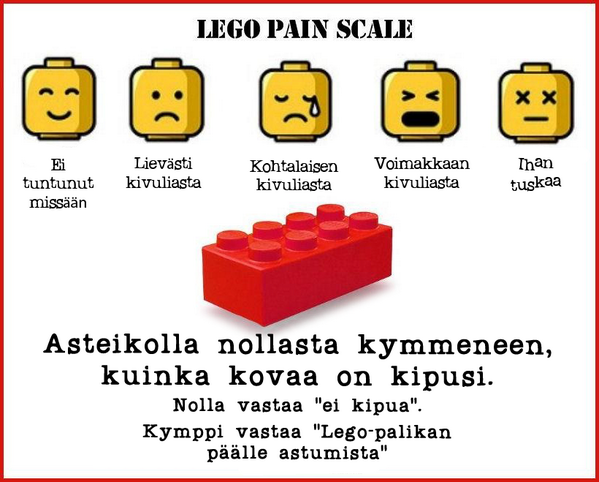 LEGO PAIN SCALE
Ei
tuntunut
missään
Lievästi
kivuliasta
Kohtalaisen
kivuliasta
Voimakkaan
kivuliasta
Ihan
tuskaa
Asteikolla nollasta kymmeneen,
kuinka kovaa on kipusi.
Nolla vastaa "ei kipua".
Kymppi vastaa "Lego-palikan
päälle astumista"